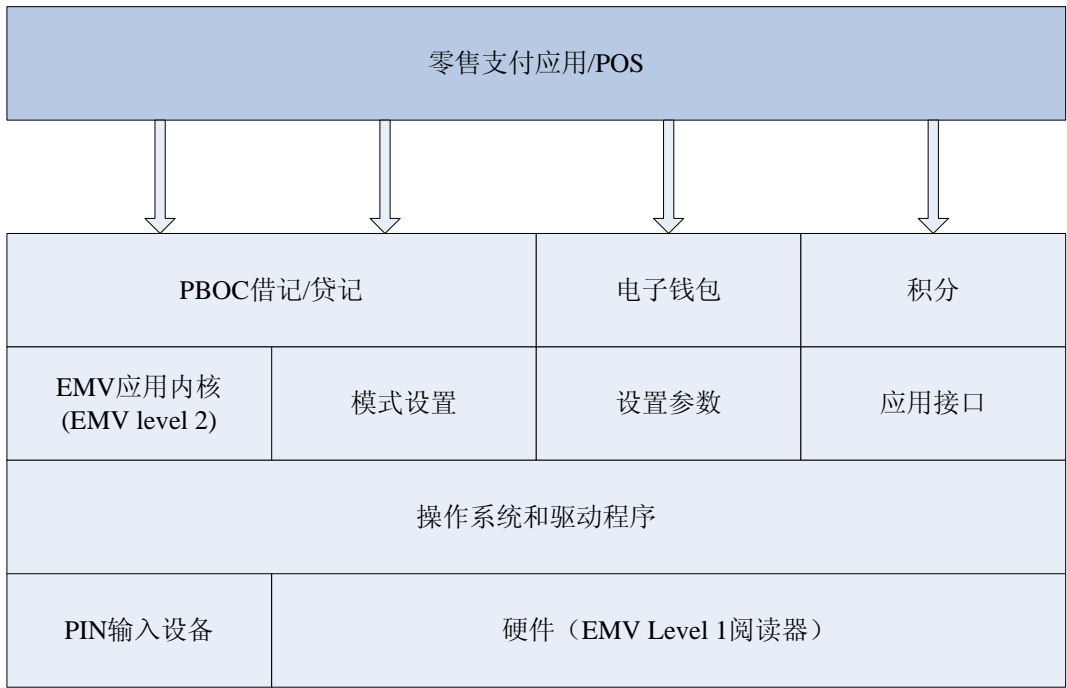 零售支付应用/POS
PBOC借记/贷记
电子钱包
积分
EMV应用内核
(EMV level 2)
模式设置
设置参数
应用接口
操作系统和驱动程序
PIN输入设备
硬件（EMV Level 1阅读器）